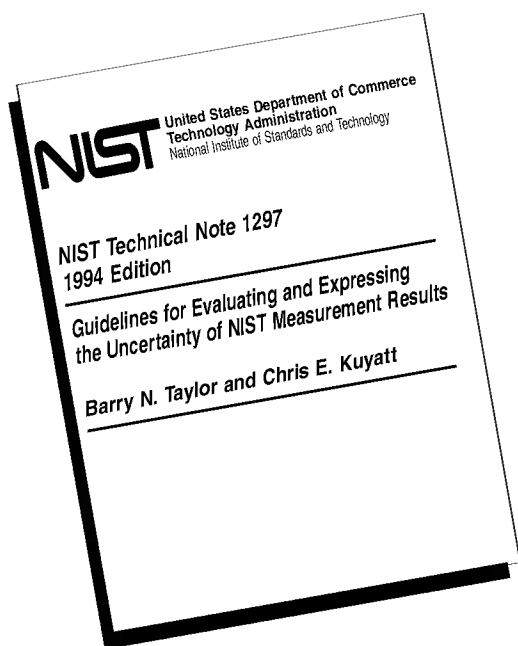 NIST
United States Department of Commerce
Technology Administration
National Institute of Standards and Technology
NIST Technical Note 1297
1994 Edition
Guidelines for Evaluating and Expressing
the Uncertainty of NIST Measurement Results
Barry N. Taylor and Chris E. Kuyatt